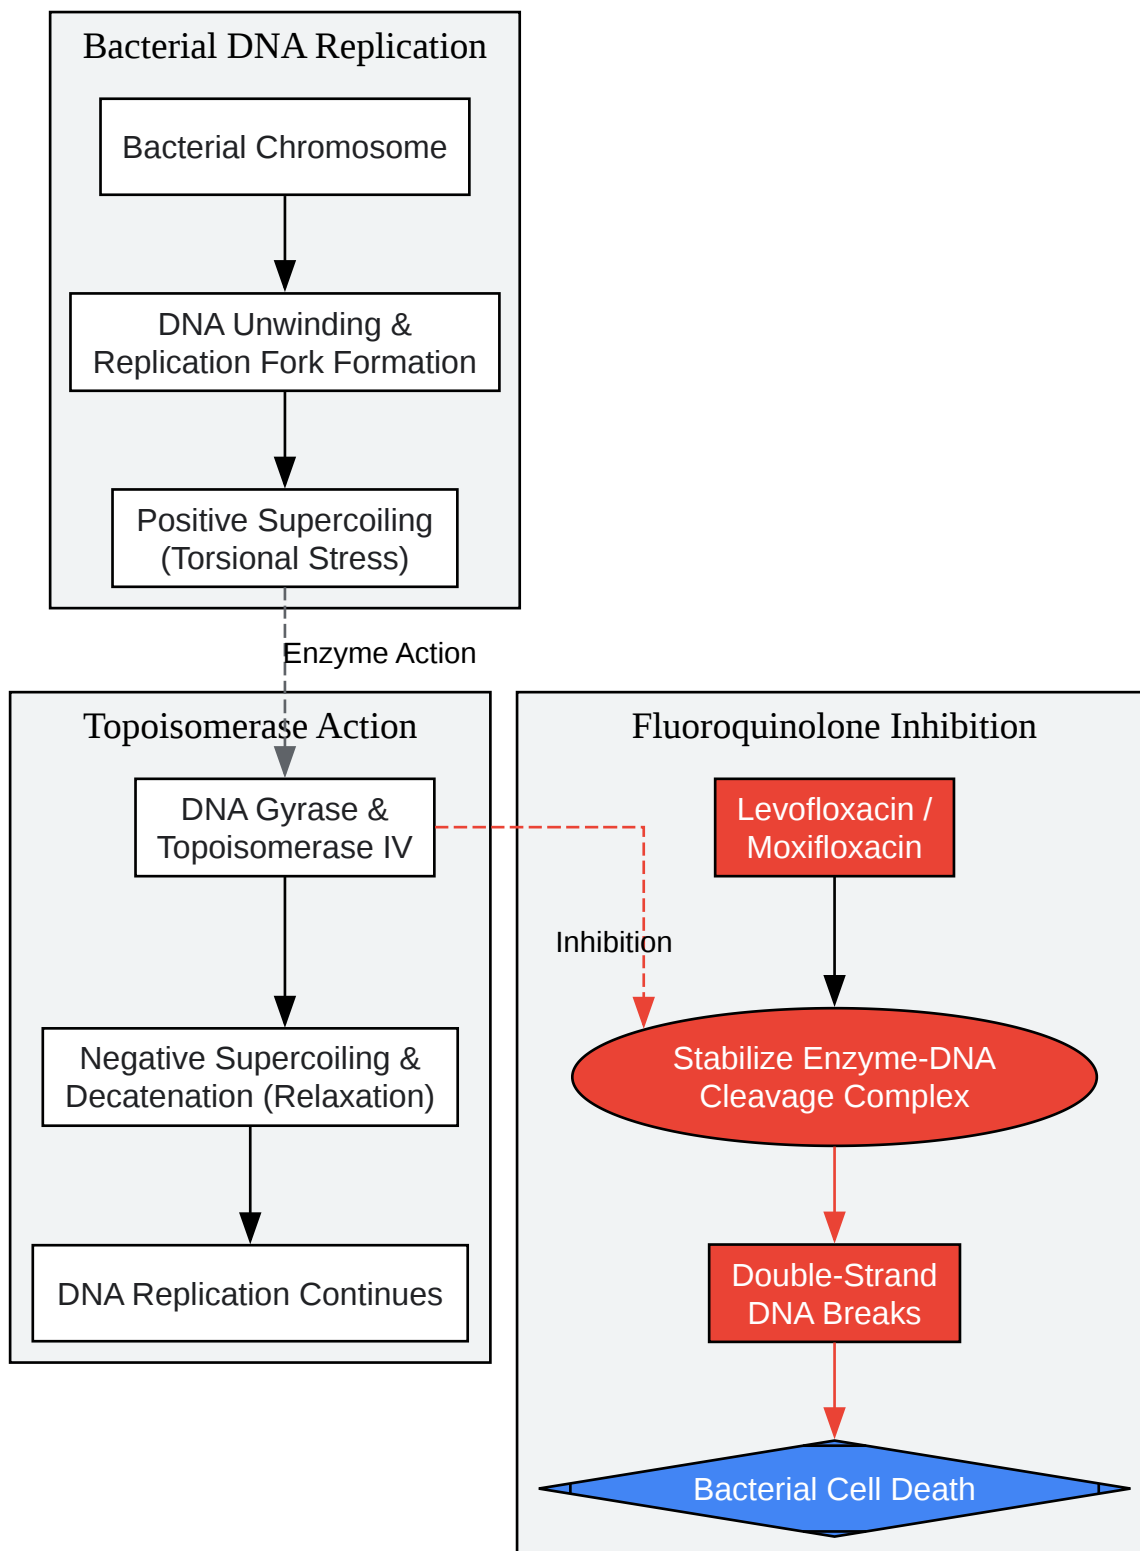 Bacterial DNA Replication
Bacterial Chromosome
DNA Unwinding &
Replication Fork Formation
Positive Supercoiling
(Torsional Stress)
Enzyme Action
Topoisomerase Action
DNA Gyrase &
Topoisomerase IV
Negative Supercoiling &
Decatenation (Relaxation)
DNA Replication Continues
Fluoroquinolone Inhibition
Levofloxacin /
Moxifloxacin
Inhibition
Stabilize Enzyme-DNA
Cleavage Complex
Double-Strand
DNA Breaks
Bacterial Cell Death